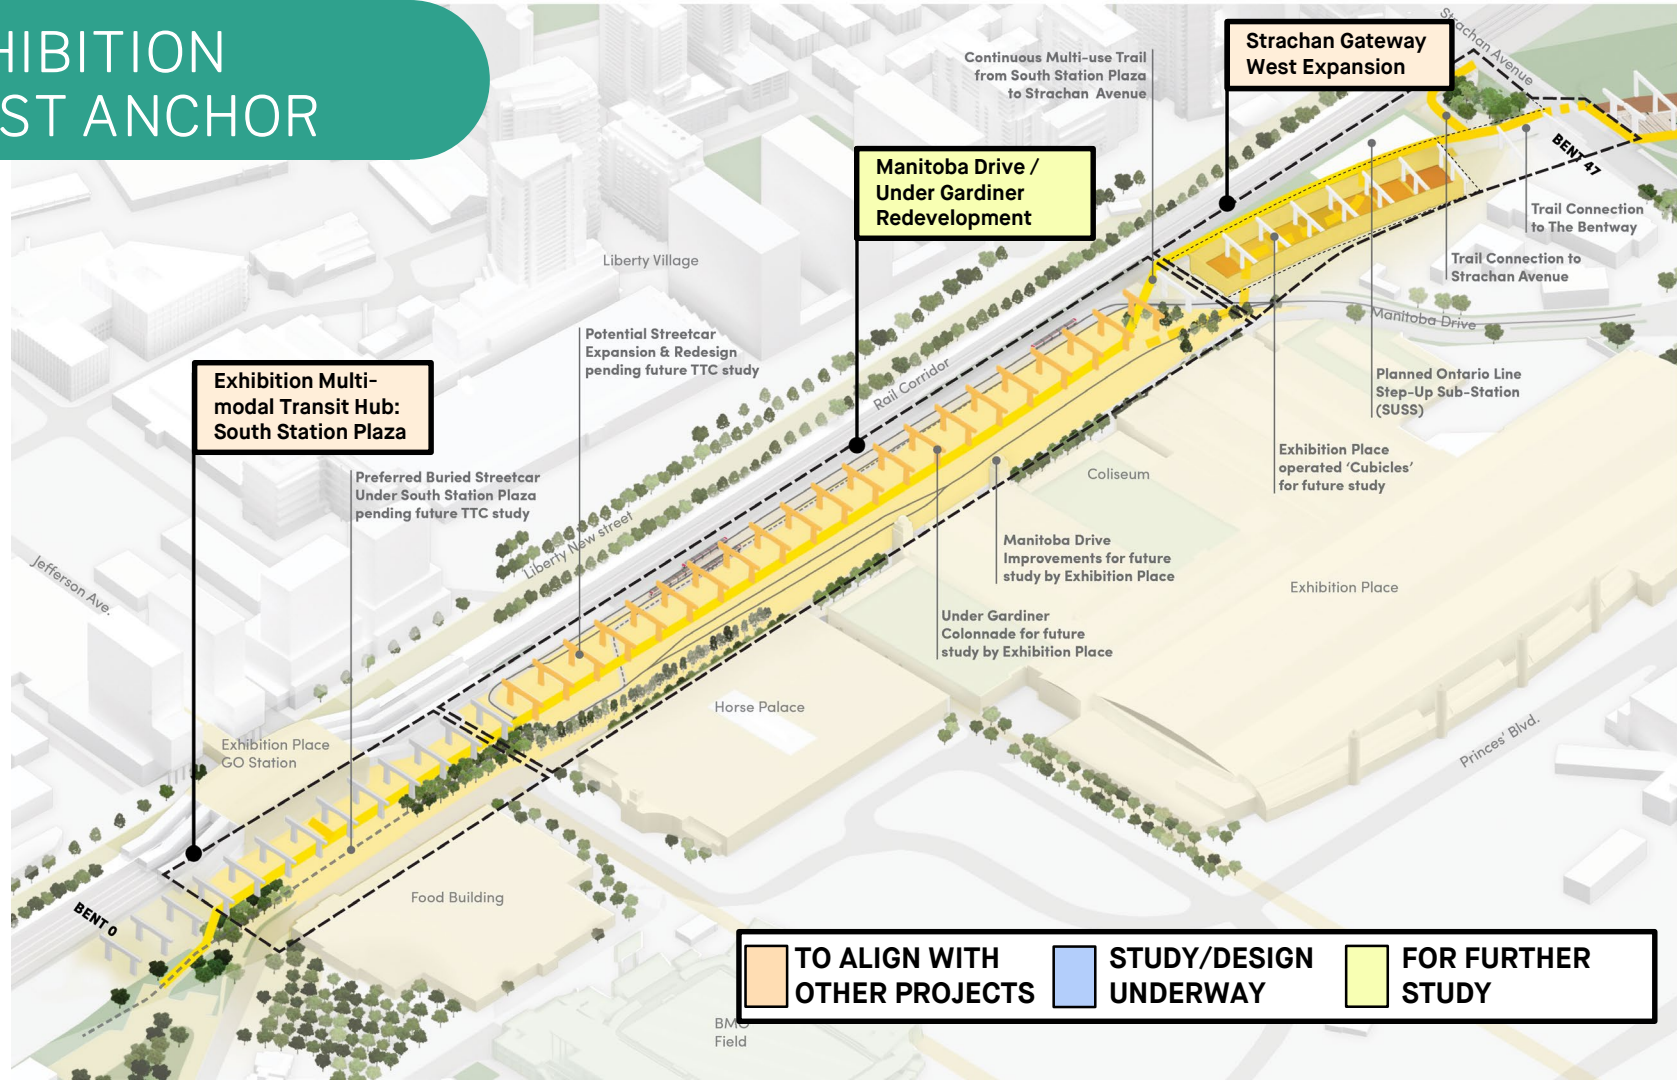 HIBITION
ST ANCHOR
Strachan Avenue
Strachan Gateway
West Expansion
Continuous Multi-use Trail
from South Station Plaza
to Strachan Avenue
BENT 47
Manitoba Drive /
Under Gardiner
Redevelopment
Trail Connection
to The Bentway
Trail Connection to
Strachan Avenue
Liberty Village
Manitoba Drive
Potential Streetcar
Expansion & Redesign
pending future TTC study
Rail Corridor
Planned Ontario Line
Step-Up Sub-Station
(SUSS)
Exhibition Multi-
modal Transit Hub:
South Station Plaza
Exhibition Place
operated ‘Cubicles’
for future study
Coliseum
Preferred Buried Streetcar
Under South Station Plaza
pending future TTC study
Liberty New street
Manitoba Drive
Improvements for future
study by Exhibition Place
Jefferson Ave.
Exhibition Place
Under Gardiner
Colonnade for future
study by Exhibition Place
Horse Palace
Princes' Blvd.
Exhibition Place
GO Station
Food Building
BENT 0
TO ALIGN WITH
OTHER PROJECTS
STUDY/DESIGN
UNDERWAY
FOR FURTHER
STUDY
BMO
Field